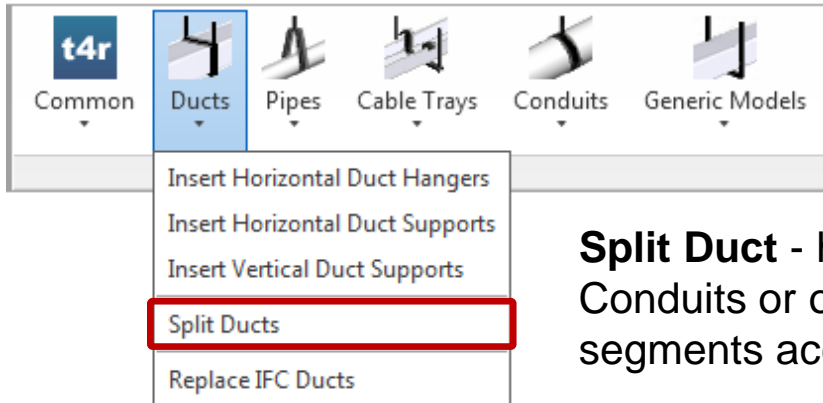 t4r
Common Ducts Pipes Cable Trays Conduits Generic Models
Insert Horizontal Duct Hangers
Insert Horizontal Duct Supports
Insert Vertical Duct Supports
Split Ducts
Replace IFC Ducts
Split Duct -
Conduits or
segments